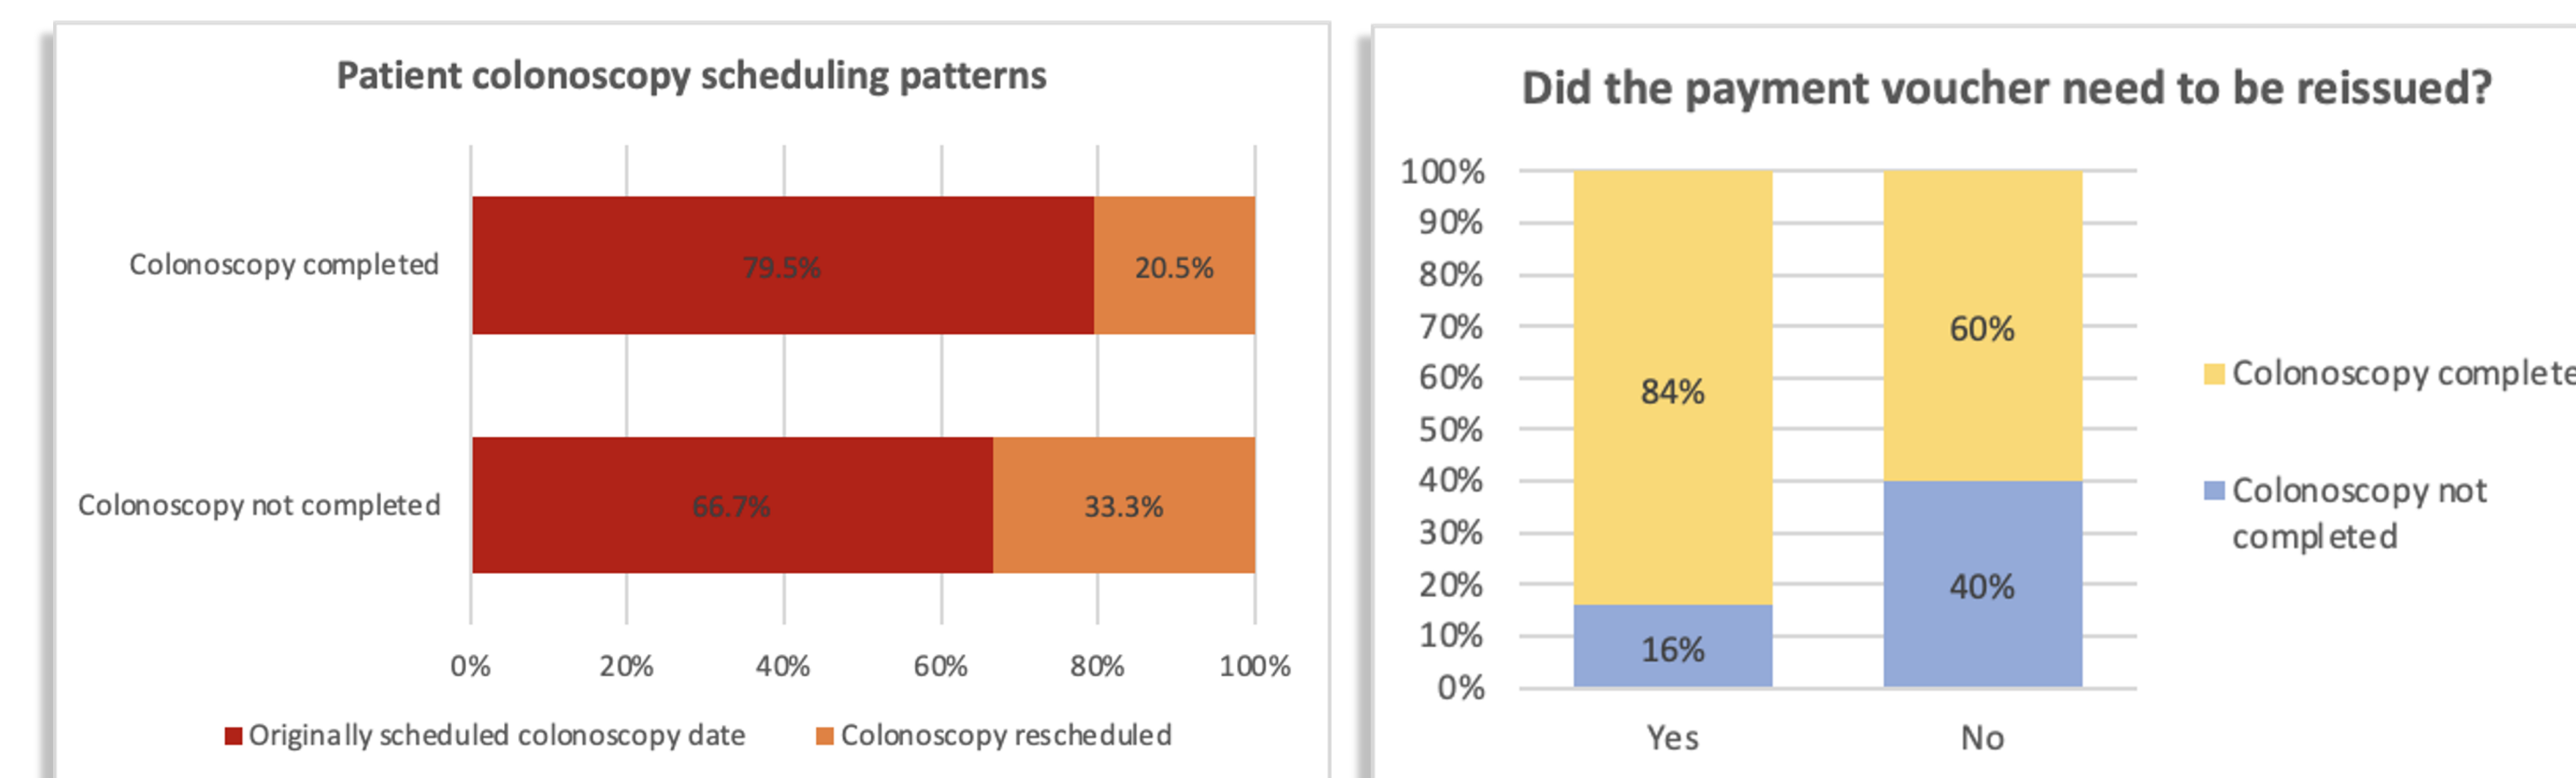 Patient colonoscopy scheduling patterns
Colonoscopy completed
79.5%
20.5%
Colonoscopy not completed
66.7%
33.3%
0%
20%
40%
60%
80%
100%
Originally scheduled colonoscopy date
Colonoscopy rescheduled
Did the payment voucher need to be reissued?
100%
90%
80%
70%
60%
50%
40%
30%
20%
10%
0%
84%
16%
60%
40%
Yes
No
Colonoscopy complete
Colonoscopy not
completed